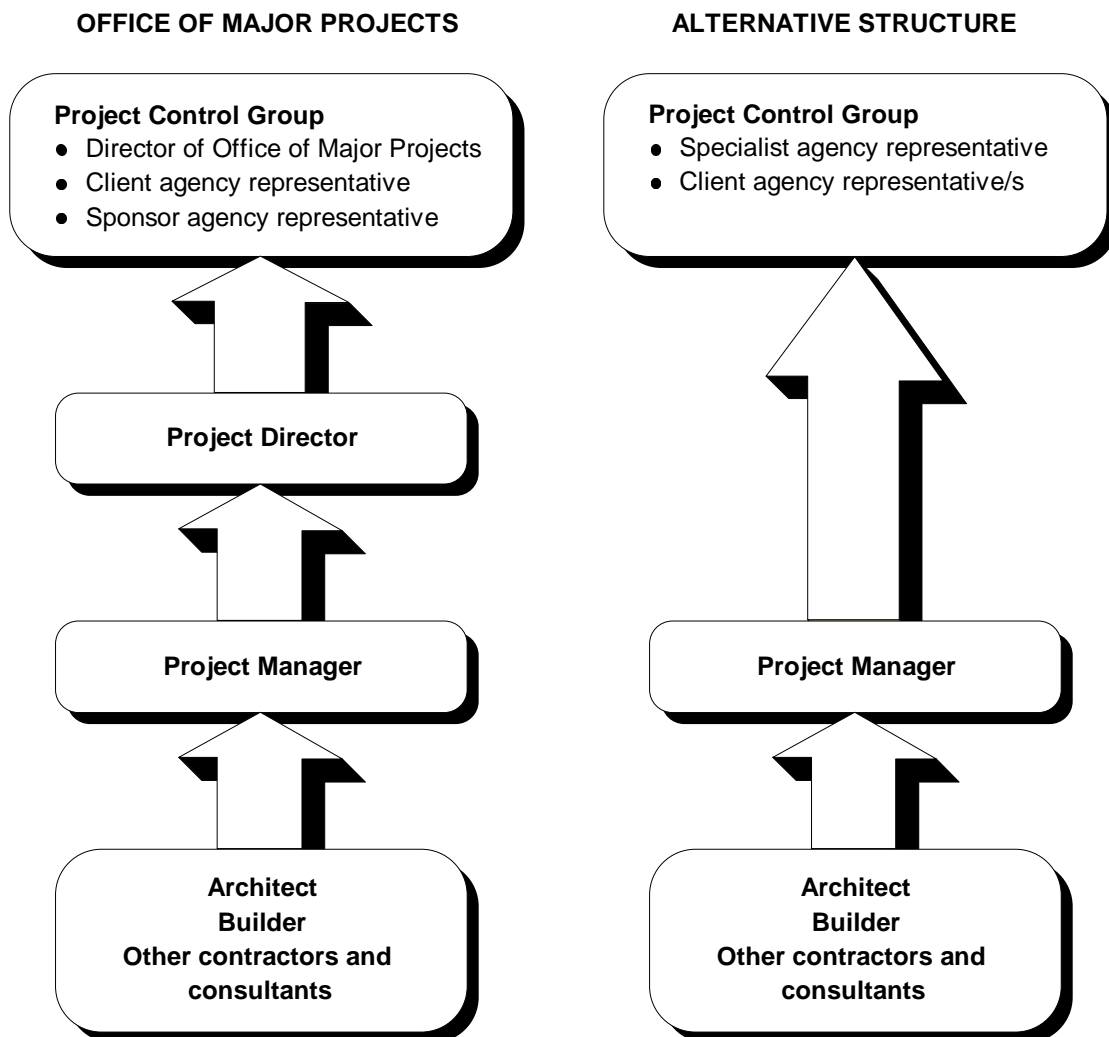 OFFICE OF MAJOR PROJECTS
Project Control Group
● Director of Office of Major Projects
● Client agency representative
● Sponsor agency representative
Project Director
Project Manager
Architect
Builder
Other contractors and
consultants
ALTERNATIVE STRUCTURE
Project Control Group
● Specialist agency representative
● Client agency representative/s
Project Manager
Architect
Builder
Other contractors and
consultants